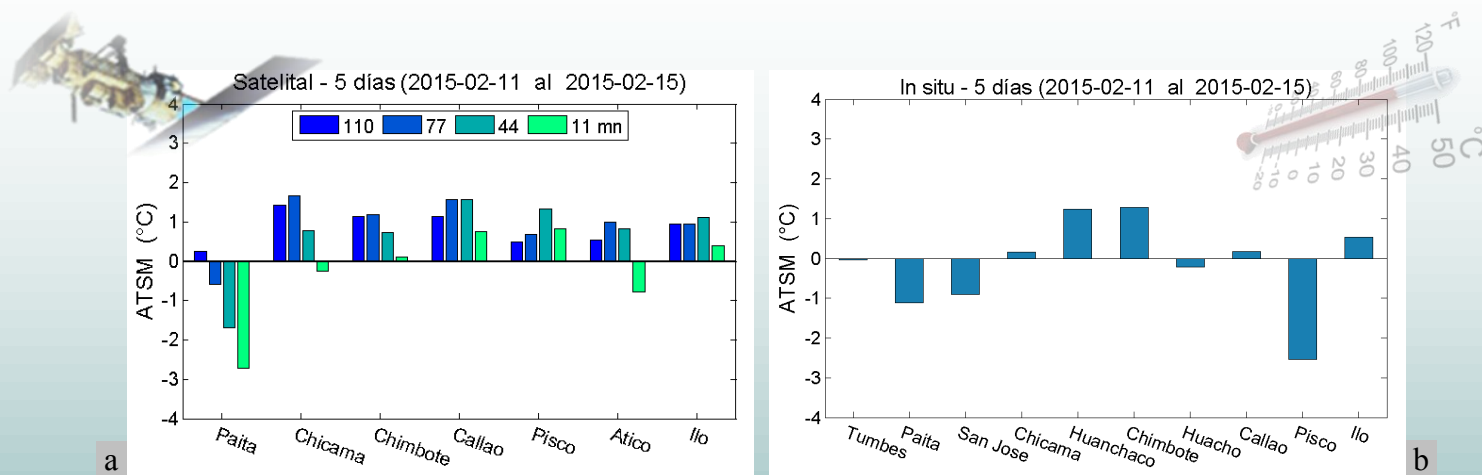 Satelital - 5 días (2015-02-11 al 2015-02-15)
110 77 44 11 mn
ATSM (°C)
4
3
2
1
0
-1
-2
-3
-4
Paita Chicama Chimbote Callao Pisco Atico Ilo
a
In situ - 5 días (2015-02-11 al 2015-02-15)
ATSM (°C)
4
3
2
1
0
-1
-2
-3
-4
Tumbes Paita San Jose Chicama Huanchaco Chimbote Huacho Callao Pisco Ilo
b
°F
120
100
80
60
°C
-20 -10 0 10 20 30 40 50